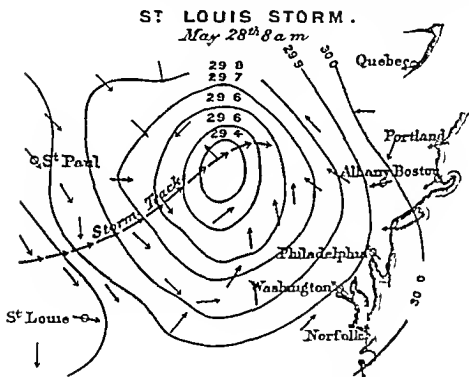 ST LOUIS STORM.
May 28th 8 a m
29 8
29 7
29 6
29 6
29 4
29 9
30 0
Quebec
Portland
St Paul
Albany Boston
Storm Track
Philadelphia
Washington
St Louie
Norfolk
30 0